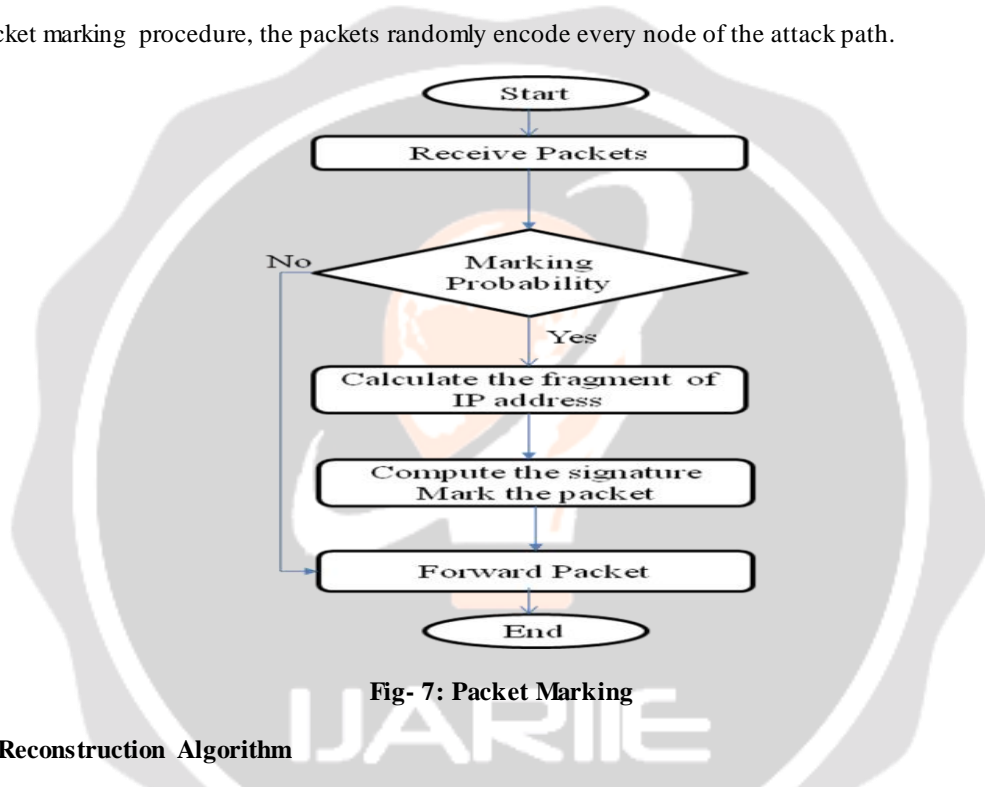 cket marking procedure, the packets randomly encode every node of the attack path.
Start
Receive Packets
No
Marking
Probability
Yes
Calculate the fragment of
IP address
Compute the signature
Mark the packet
Forward Packet
End
Fig- 7: Packet Marking
IJARIIE
Reconstruction Algorithm